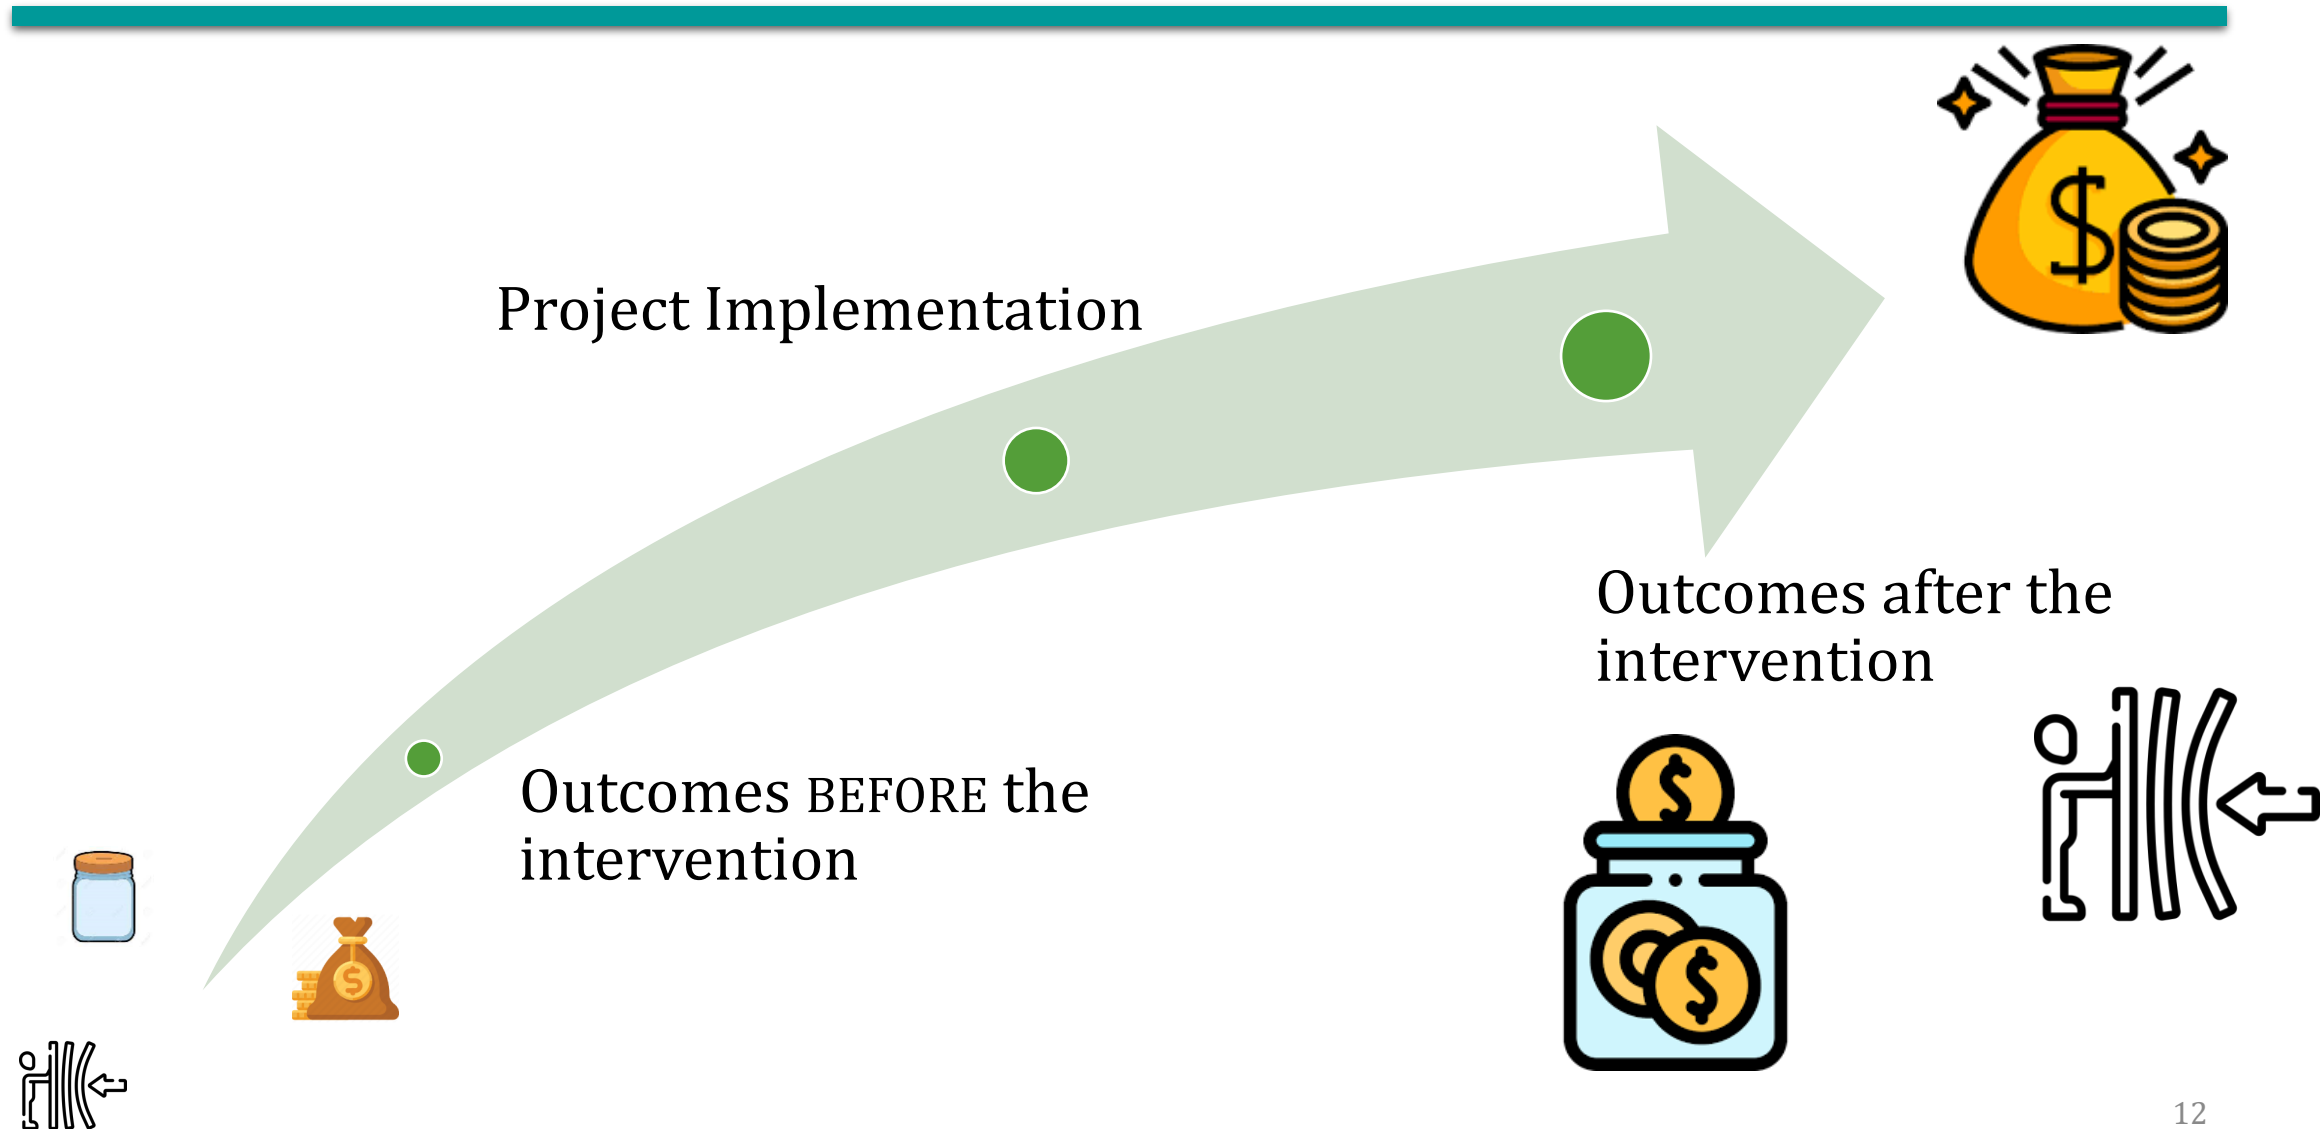 Project Implementation
Outcomes BEFORE the
intervention
Outcomes after the
intervention
12